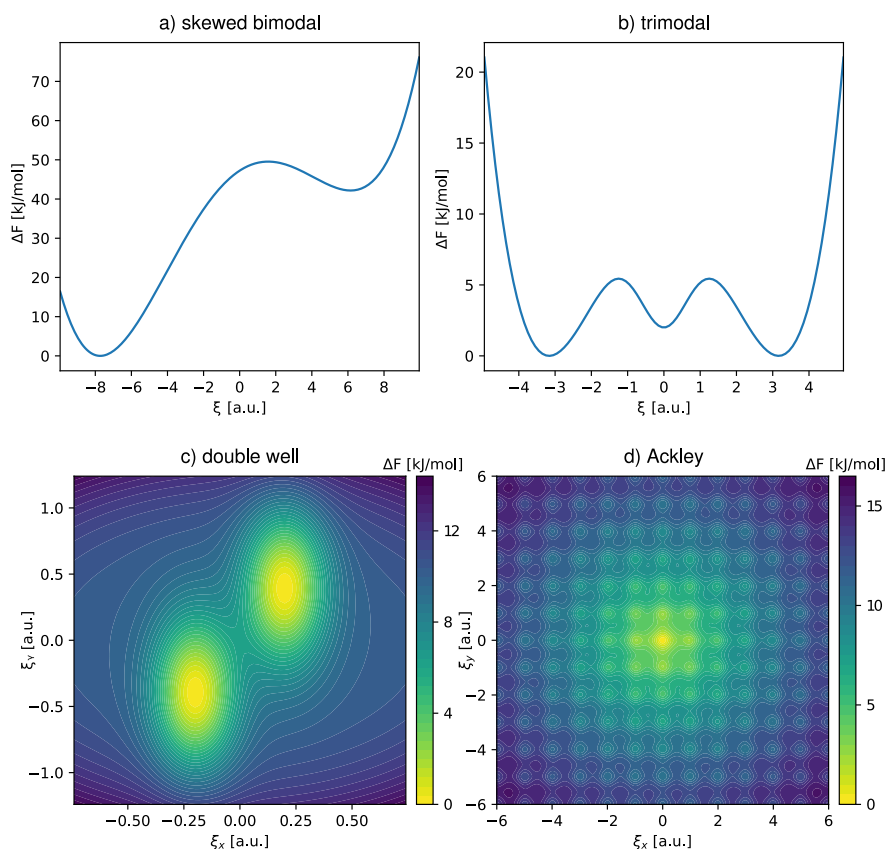 a) skewed bimodal
ΔF [kJ/mol]
70
60
50
40
30
20
10
0
−8 −6 −4 −2 0 2 4 6 8
ξ [a.u.]
b) trimodal
ΔF [kJ/mol]
20
15
10
5
0
−4 −3 −2 −1 0 1 2 3 4
ξ [a.u.]
c) double well
ΔF [kJ/mol]
ξY [a.u.]
1.0
0.5
0.0
−0.5
−1.0
−0.50 −0.25 0.00 0.25 0.50
ξx [a.u.]
12
8
4
0
d) Ackley
ΔF [kJ/mol]
ξy [a.u.]
6
4
2
0
−2
−4
−6
−6 −4 −2 0 2 4 6
ξx [a.u.]
15
10
5
0